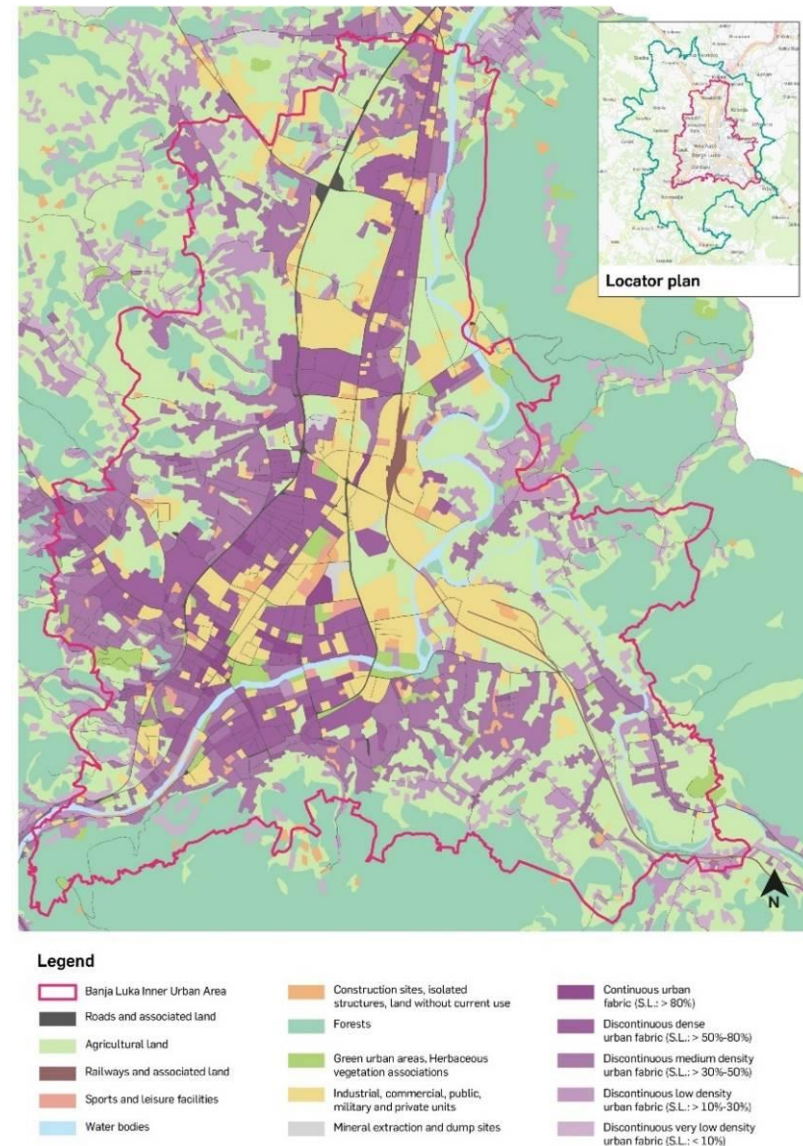 Locator plan
N
Legend
Banja Luka Inner Urban Area
Roads and associated land
Agricultural land
Railways and associated land
Sports and leisure facilities
Water bodies
Construction sites, isolated
structures, land without current use
Forests
Green urban areas, Herbaceous
vegetation associations
Industrial, commercial, public,
military and private units
Mineral extraction and dump sites
Continuous urban
fabric (S.L.: > 80%)
Discontinuous dense
urban fabric (S.L.: > 50%-80%)
Discontinuous medium density
urban fabric (S.L.: > 30%-50%)
Discontinuous low density
urban fabric (S.L.: > 10%-30%)
Discontinuous very low density
urban fabric (S.L.: < 10%)